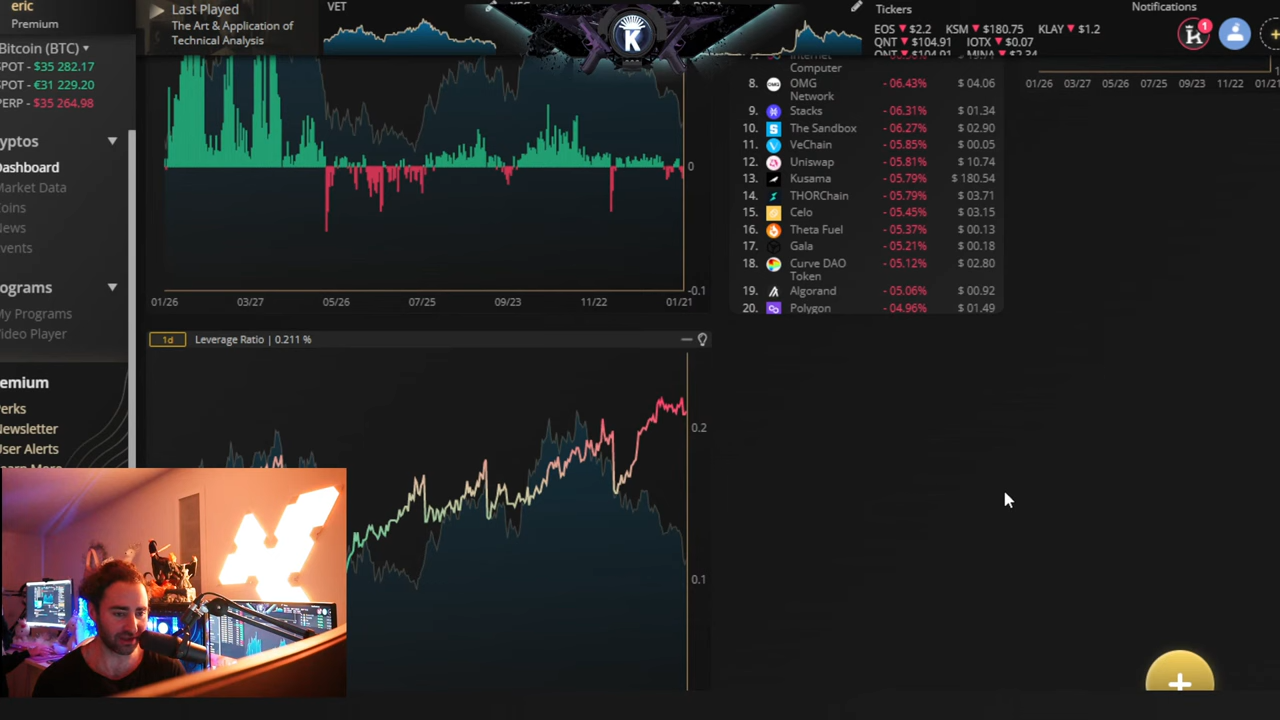 eric
Premium
Bitcoin (BTC)
SPOT - $35 282.17
SPOT - €31 229.20
PERP - $35 264.98
yptos
Dashboard
Market Data
oins
News
vents
ograms
My Programs
ideo Player
emium
erks
Newsletter
User Alerts
Last Played
The Art & Application of
Technical Analysis
VET
K
Tickers
EOS ▼ $2.2 KSM ▼ $180.75 KLAY ▼ $1.2
QNT ▼ $104.91 IOTX ▼ $0.07
Notifications
1
0
-0.1
01/26 03/27 05/26 07/25 09/23 11/22 01/21
Computer
8. OMG Network - 06.43% $ 04.06
9. Stacks - 06.31% $ 01.34
10. The Sandbox - 06.27% $ 02.90
11. VeChain - 05.85% $ 00.05
12. Uniswap - 05.81% $ 10.74
13. Kusama - 05.79% $ 180.54
14. THORChain - 05.79% $ 03.71
15. Celo - 05.45% $ 03.15
16. Theta Fuel - 05.37% $ 00.13
17. Gala - 05.21% $ 00.18
18. Curve DAO Token - 05.12% $ 02.80
19. Algorand - 05.06% $ 00.92
20. Polygon - 04.96% $ 01.49
01/26 03/27 05/26 07/25 09/23 11/22 01/21
1d Leverage Ratio | 0.211 %
0.2
0.1
+